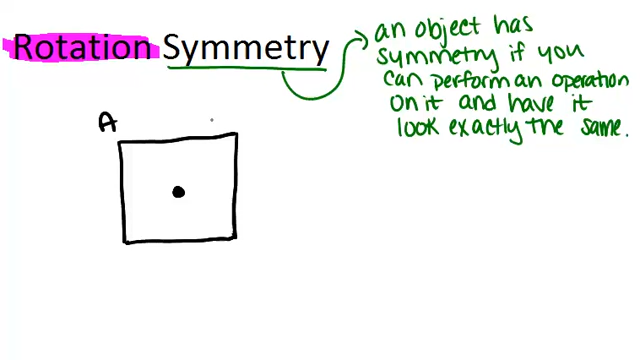 Rotation Symmetry
an object has
symmetry if you
can perform an operation
on it and have it
look exactly the same.
A